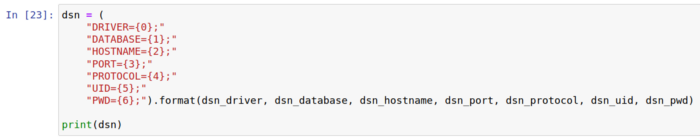 In [23]: dsn = (
"DRIVER={0};"
"DATABASE={1};"
"HOSTNAME={2};"
"PORT={3};"
"PROTOCOL={4};"
"UID={5};"
"PWD={6};").format(dsn_driver, dsn_database, dsn_hostname, dsn_port, dsn_protocol, dsn_uid, dsn_pwd)
print(dsn)